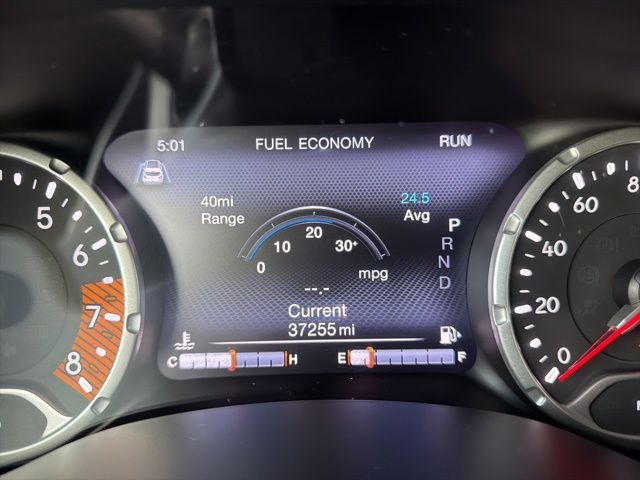 5:01 FUEL ECONOMY RUN
40mi
Range
24.5
Avg
0 10 20 30+
mpg
P
R
N
D
--.-
Current
37255 mi
C H E F
5
6
7
8
0
20
40
60
8